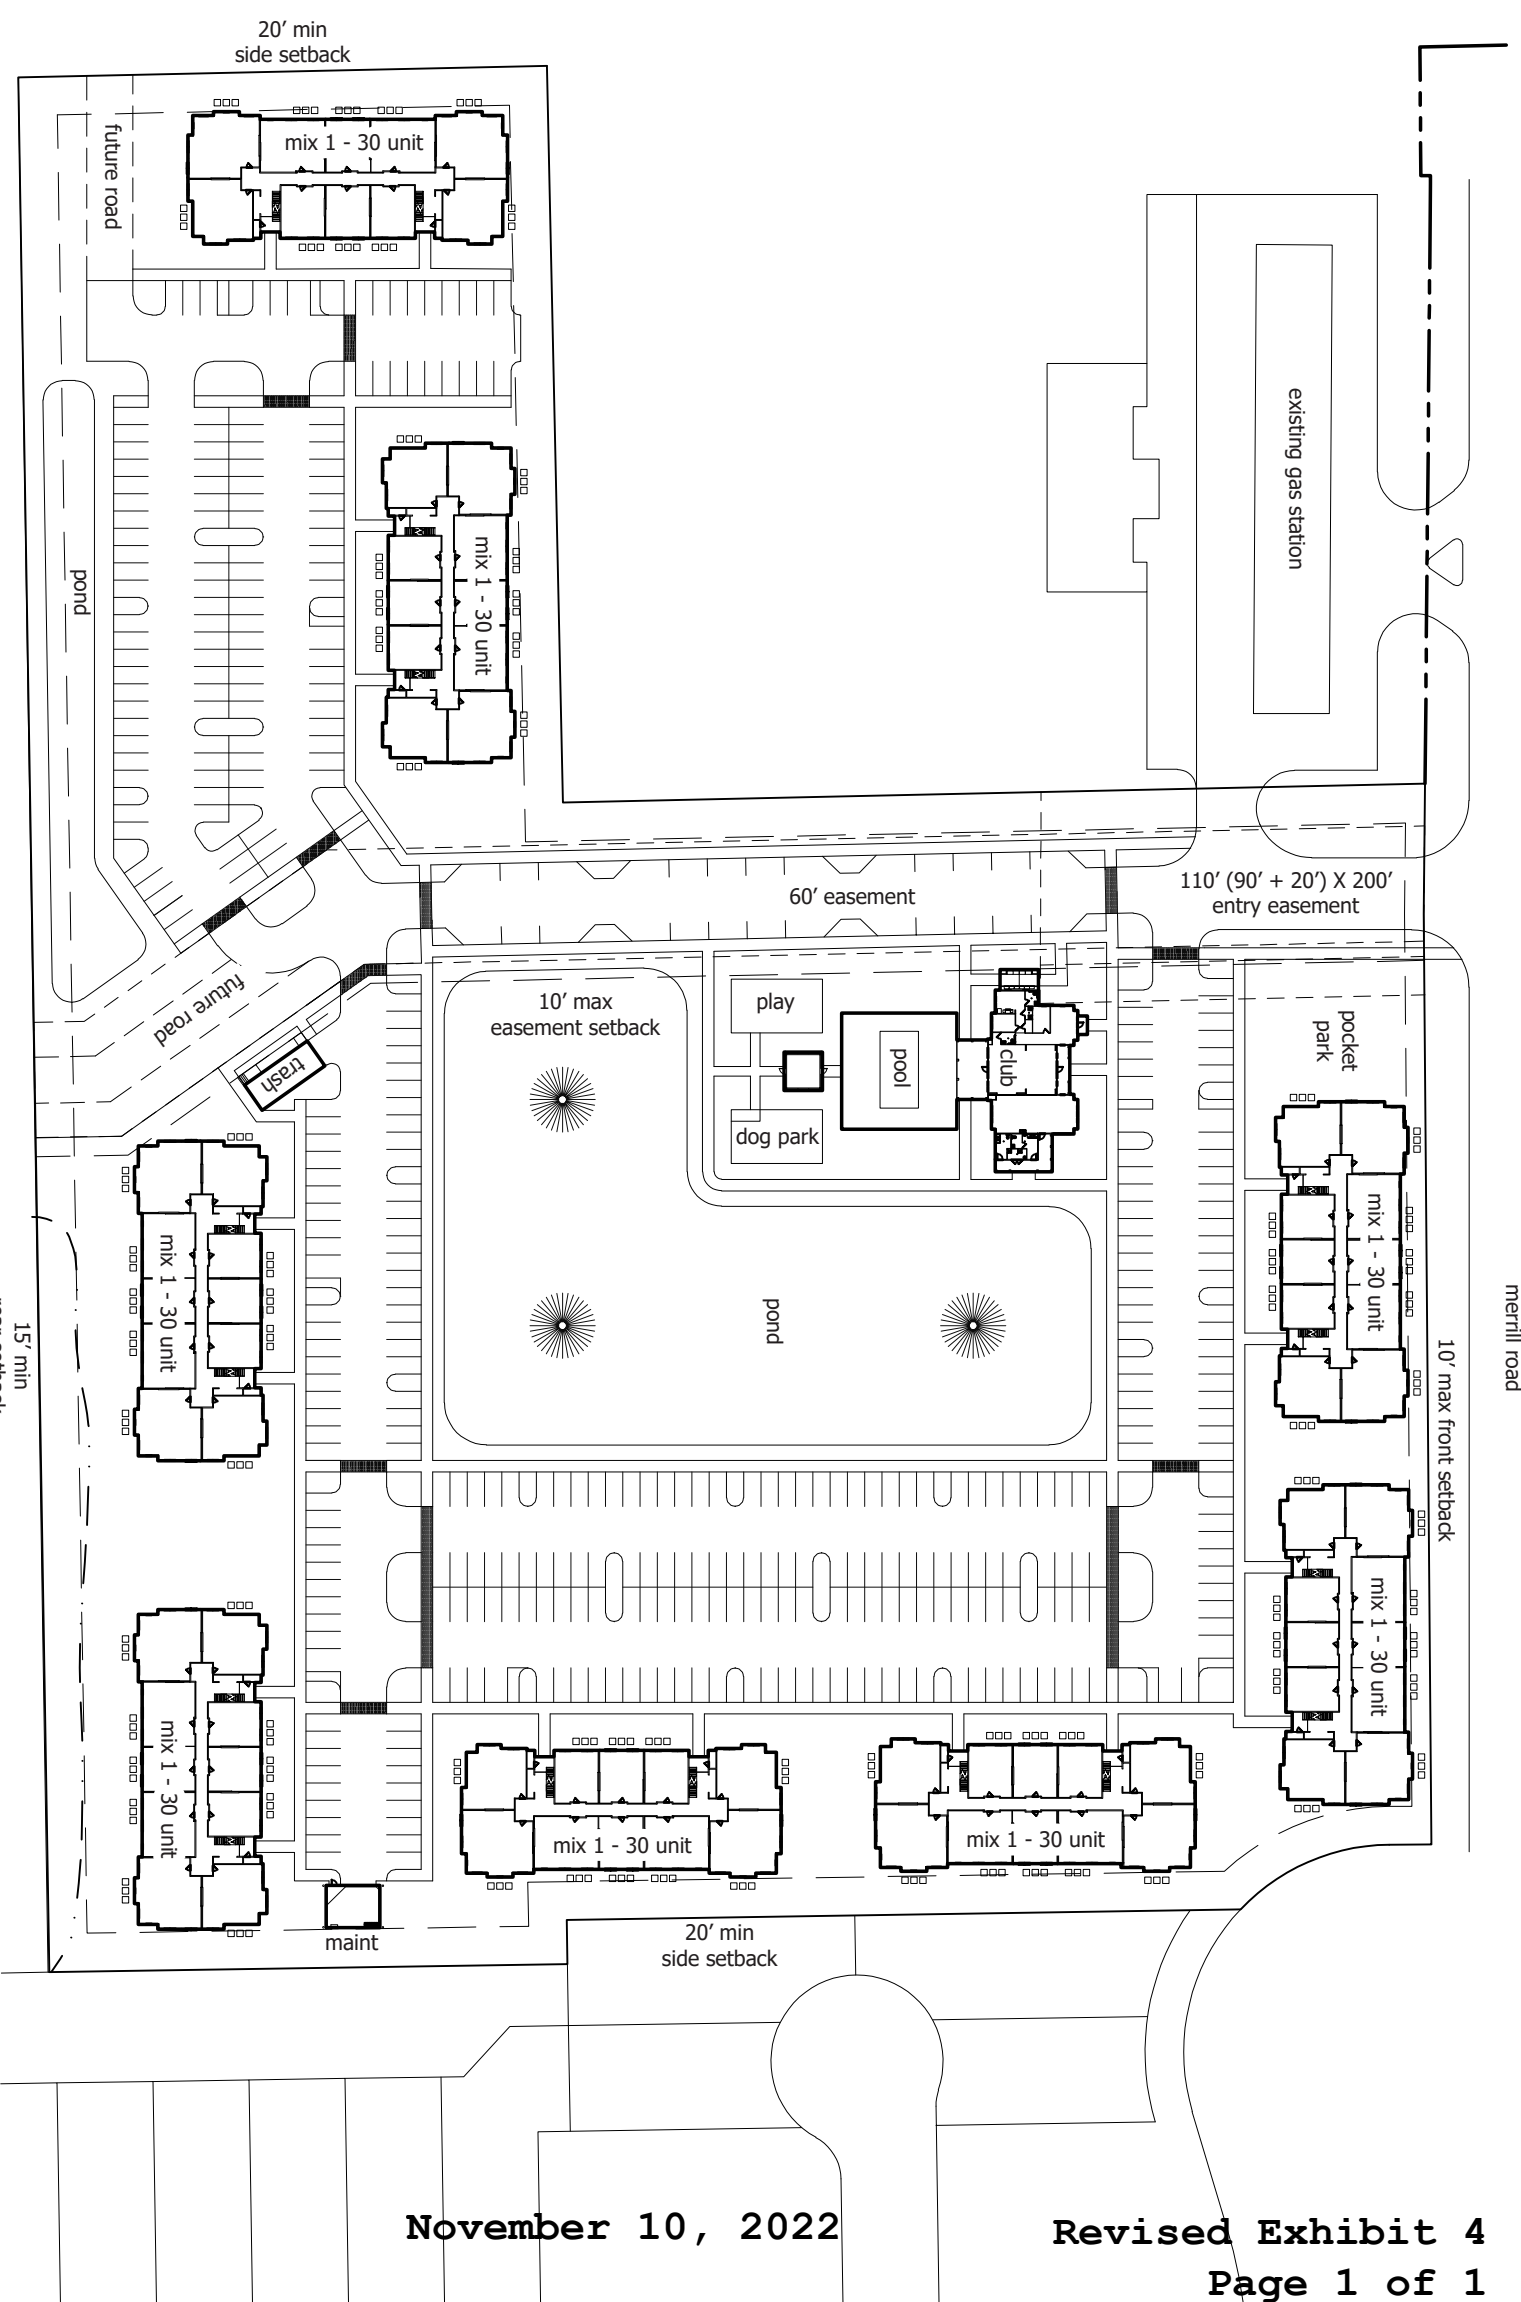 20' min
side setback
mix 1 - 30 unit
future road
existing gas station
mix 1 - 30 unit
pond
60' easement
110' (90' + 20') X 200'
entry easement
future road
10' max
easement setback
play
pool
club
pocket
park
trash
dog park
mix 1 - 30 unit
mix 1 - 30 unit
pond
merrill road
15' min
10' max front setback
mix 1 - 30 unit
mix 1 - 30 unit
mix 1 - 30 unit
mix 1 - 30 unit
maint
20' min
side setback
November 10, 2022
Revised Exhibit 4
Page 1 of 1